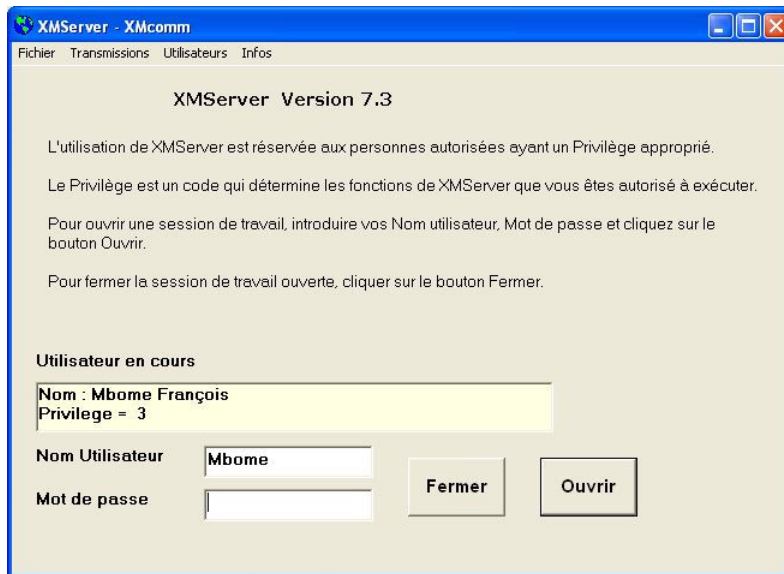 XMServer - XMcomm
Fichier Transmissions Utilisateurs Infos
XMServer Version 7.3
L'utilisation de XMServer est réservée aux personnes autorisées ayant un Privilège approprié.
Le Privilège est un code qui détermine les fonctions de XMServer que vous êtes autorisé à exécuter.
Pour ouvrir une session de travail, introduire vos Nom utilisateur, Mot de passe et cliquez sur le
bouton Ouvrir.
Pour fermer la session de travail ouverte, cliquer sur le bouton Fermer.
Utilisateur en cours
Nom : Mbome François
Privilege = 3
Nom Utilisateur Mbome
Mot de passe
Fermer Ouvrir